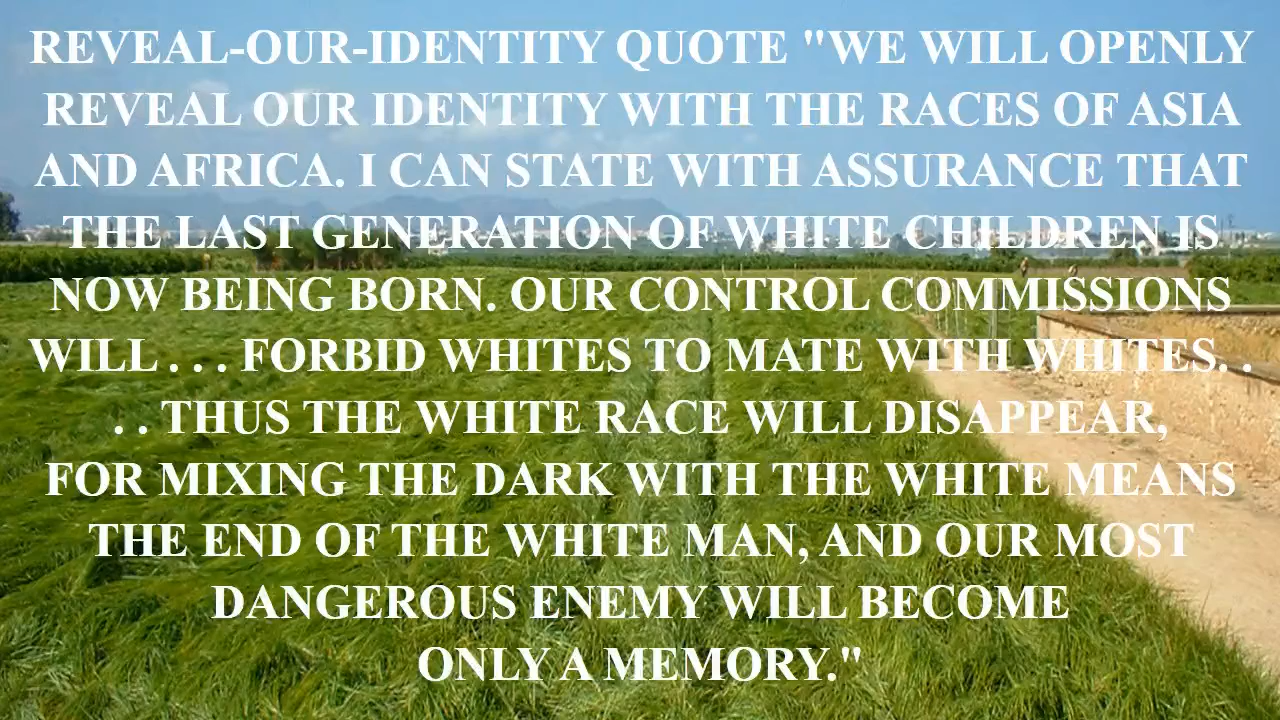 REVEAL-OUR-IDENTITY QUOTE "WE WILL OPENLY
REVEAL OUR IDENTITY WITH THE RACES OF ASIA
AND AFRICA. I CAN STATE WITH ASSURANCE THAT
THE LAST GENERATION OF WHITE CHILDREN IS
NOW BEING BORN. OUR CONTROL COMMISSIONS
WILL . . . FORBID WHITES TO MATE WITH WHITES. .
. . THUS THE WHITE RACE WILL DISAPPEAR,
FOR MIXING THE DARK WITH THE WHITE MEANS
THE END OF THE WHITE MAN, AND OUR MOST
DANGEROUS ENEMY WILL BECOME
ONLY A MEMORY."